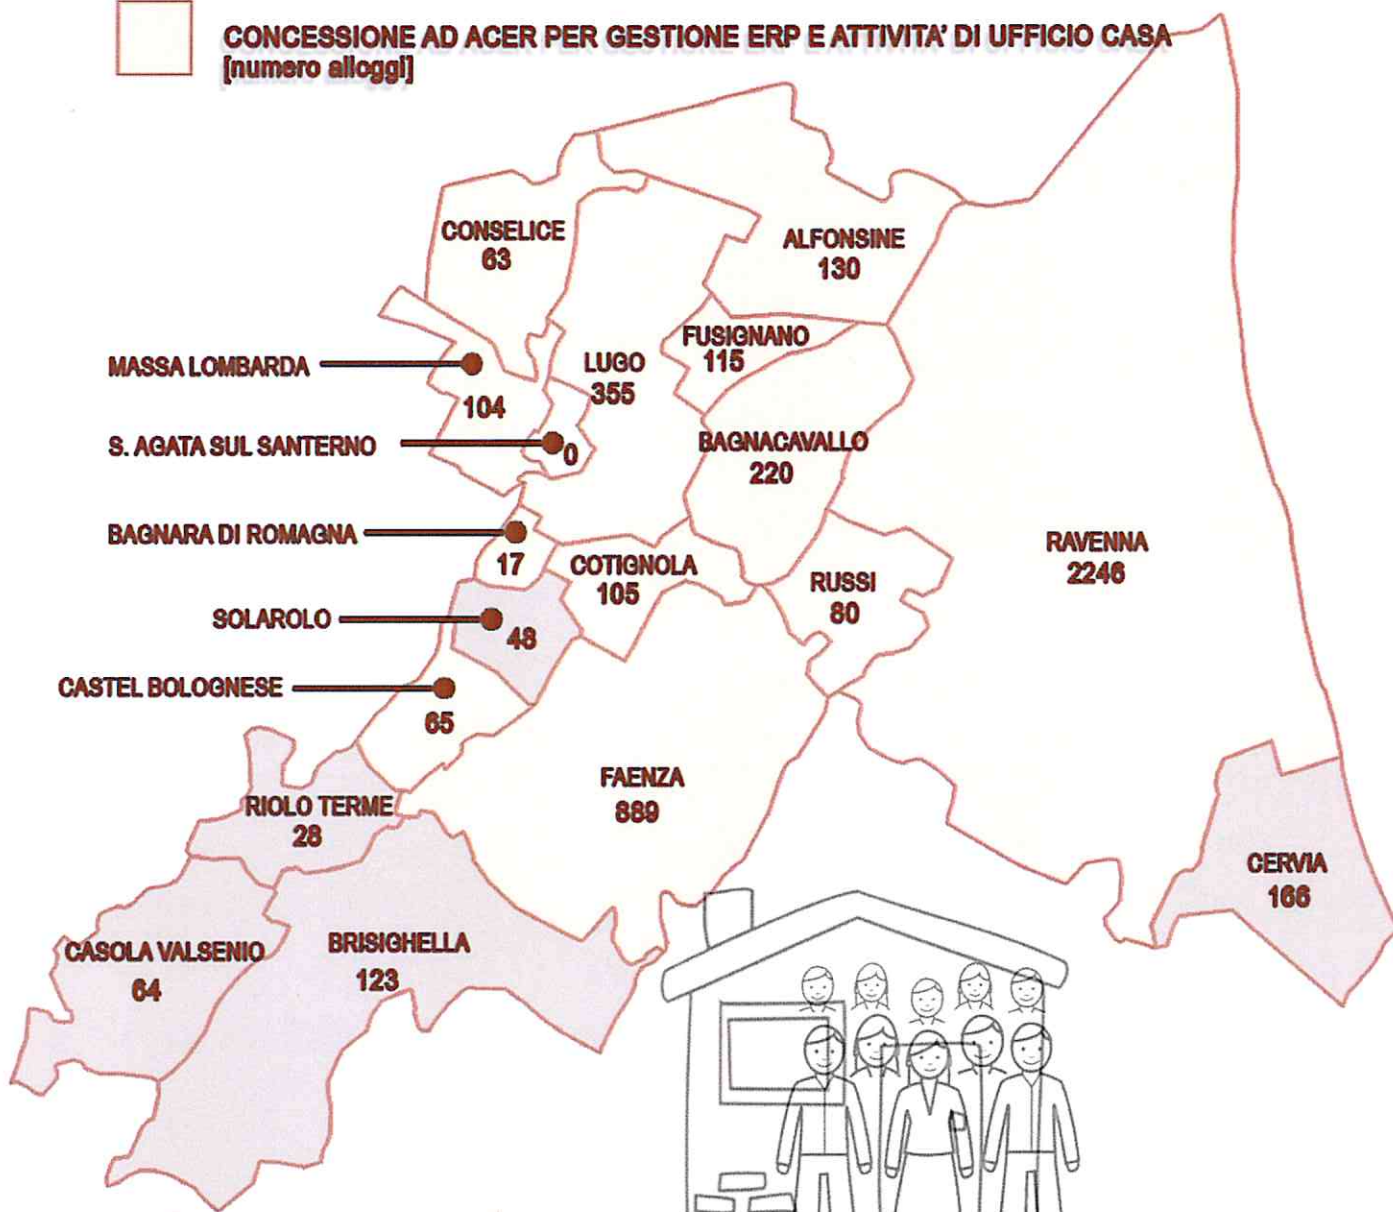 CONCESSIONE AD ACER PER GESTIONE ERP E ATTIVITA' DI UFFICIO CASA
[numero alloggi]
CONSELICE
63
ALFONSINE
130
MASSA LOMBARDA
104
LUGO
355
FUSIGNANO
115
S. AGATA SUL SANTERNO
0
BAGNACAVALLO
220
BAGNARA DI ROMAGNA
17
COTIGNOLA
105
RUSSI
80
RAVENNA
2246
SOLAROLO
48
CASTEL BOLOGNESE
65
FAENZA
889
RIOLO TERME
28
CERVIA
166
CASOLA VALSENIO
64
BRISIGHELLA
123